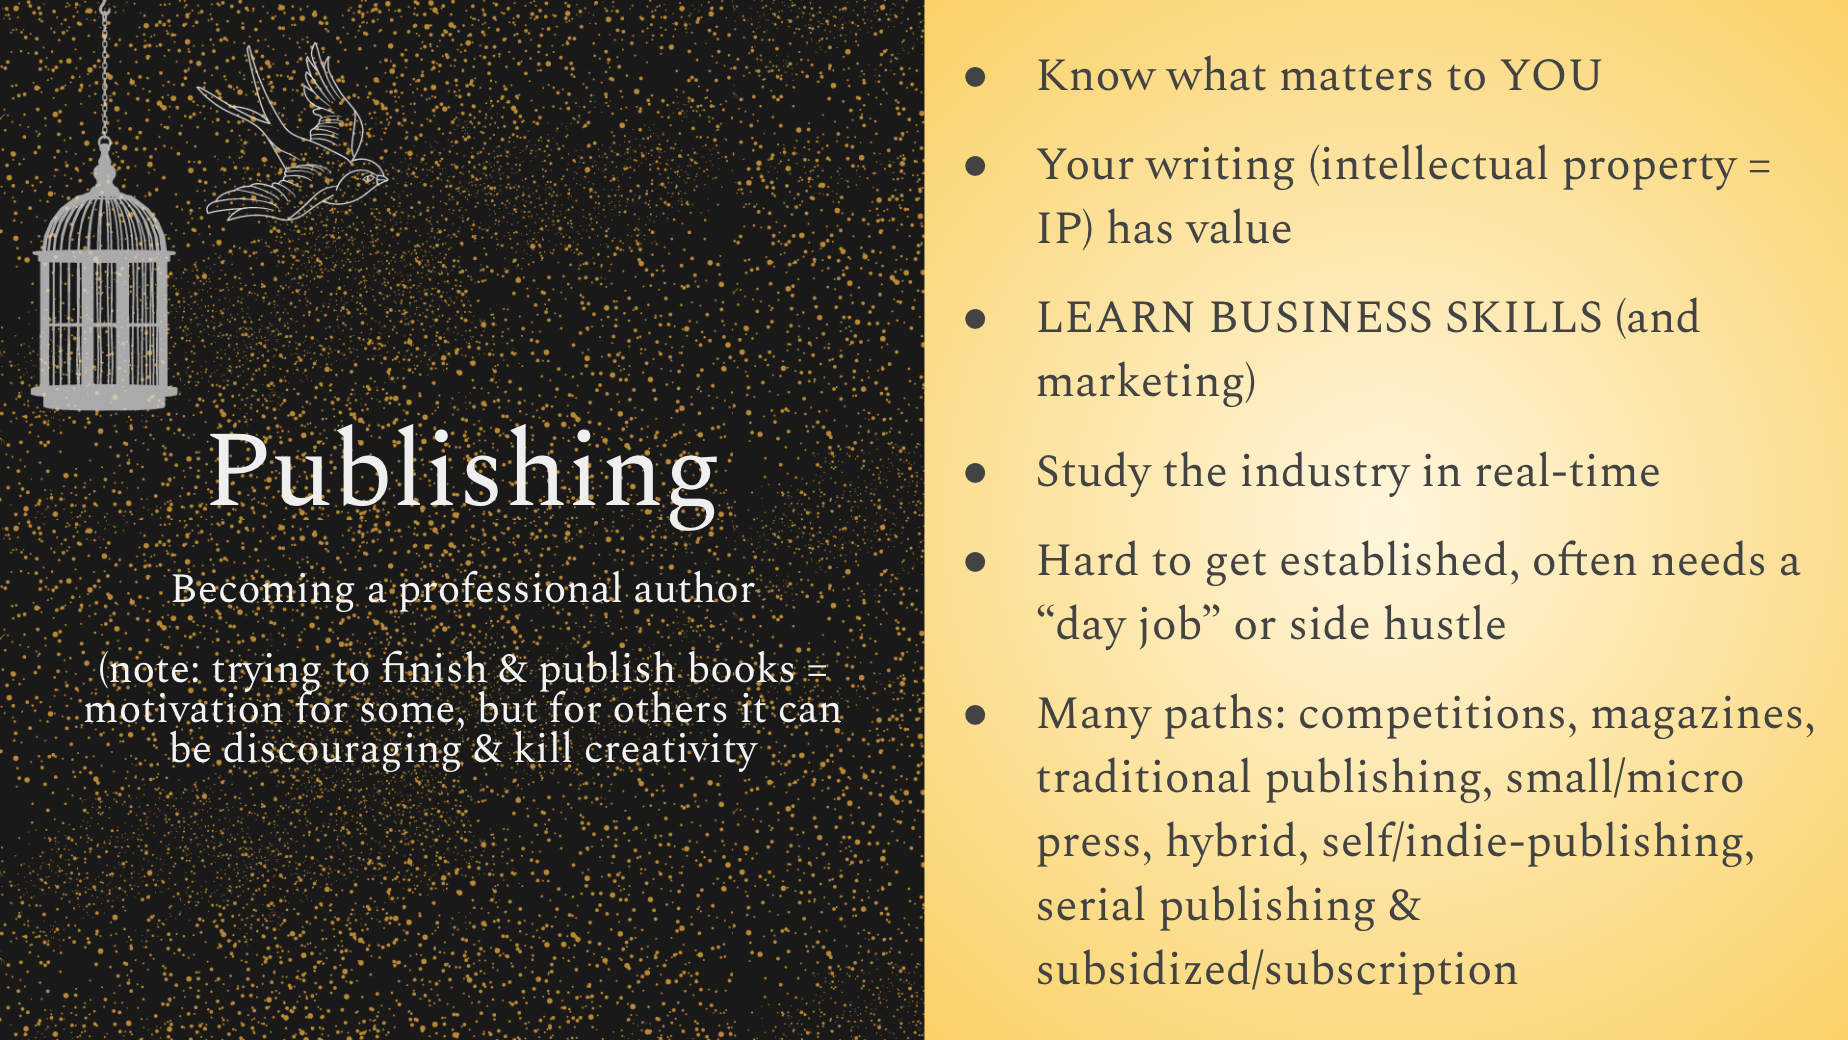 Publishing
Becoming a professional author
(note: trying to finish & publish books =
motivation for some, but for others it can
be discouraging & kill creativity
● Know what matters to YOU
● Your writing (intellectual property =
IP) has value
● LEARN BUSINESS SKILLS (and
marketing)
● Study the industry in real-time
● Hard to get established, often needs a
“day job” or side hustle
● Many paths: competitions, magazines,
traditional publishing, small/micro
press, hybrid, self/indie-publishing,
serial publishing &
subsidized/subscription